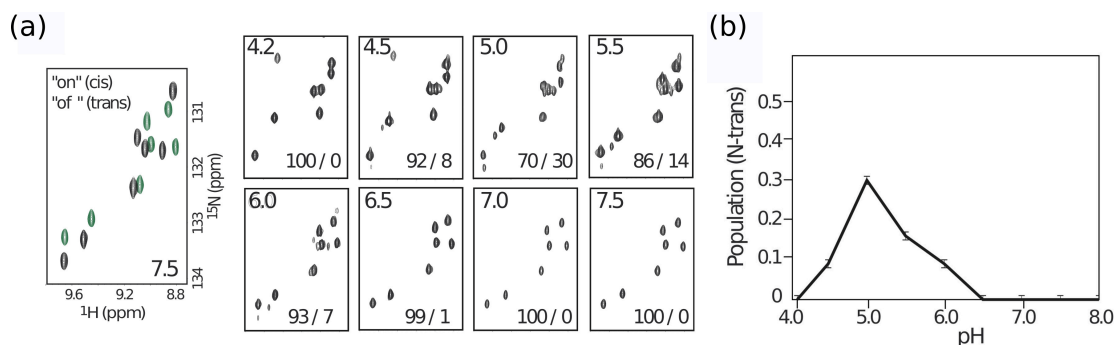 (a)
"on" (cis)
"of " (trans)
7.5
131
132
133
134
15N (ppm)
9.6 9.2 8.8
1H (ppm)
4.2
100 / 0
4.5
92 / 8
5.0
70 / 30
5.5
86 / 14
6.0
93 / 7
6.5
99 / 1
7.0
100 / 0
7.5
100 / 0
(b)
Population (N-trans)
0.5
0.4
0.3
0.2
0.1
0
4.0 5.0 6.0 7.0 8.0
pH